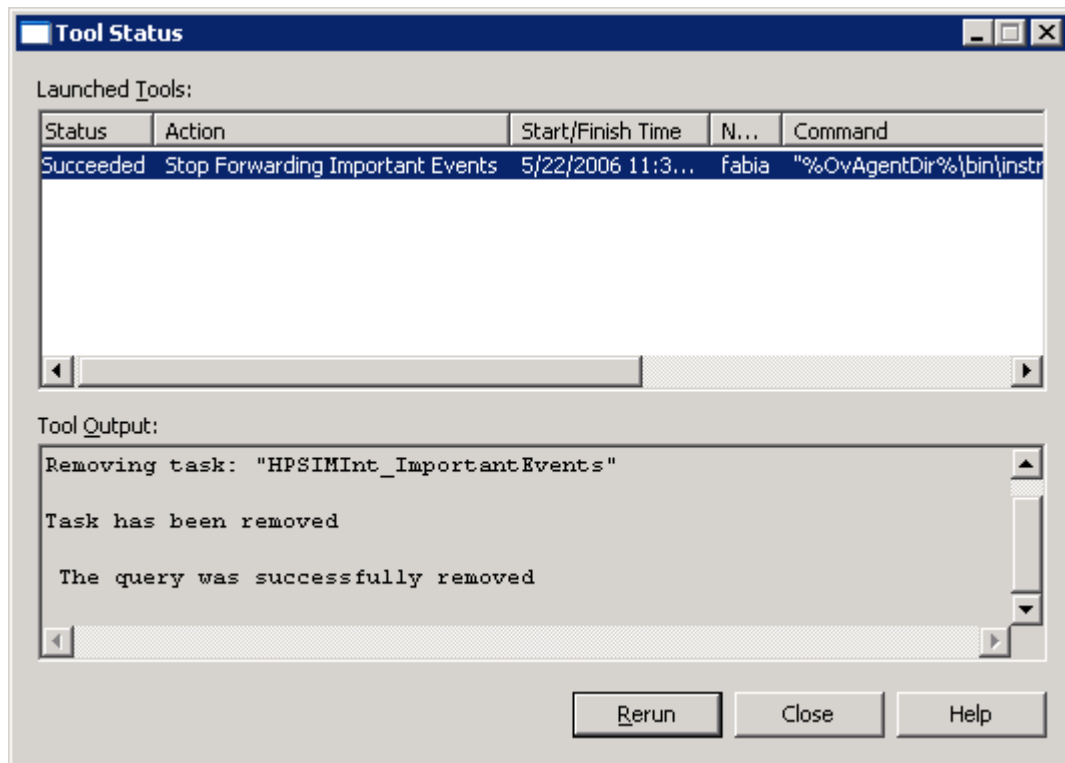 Tool Status
Launched Tools:
Status Action Start/Finish Time N... Command
Succeeded Stop Forwarding Important Events 5/22/2006 11:3... fabia "%OvAgentDir%\bin\instr
Tool Output:
Removing task: "HPSIMInt_ImportantEvents"
Task has been removed
The query was successfully removed
Rerun Close Help